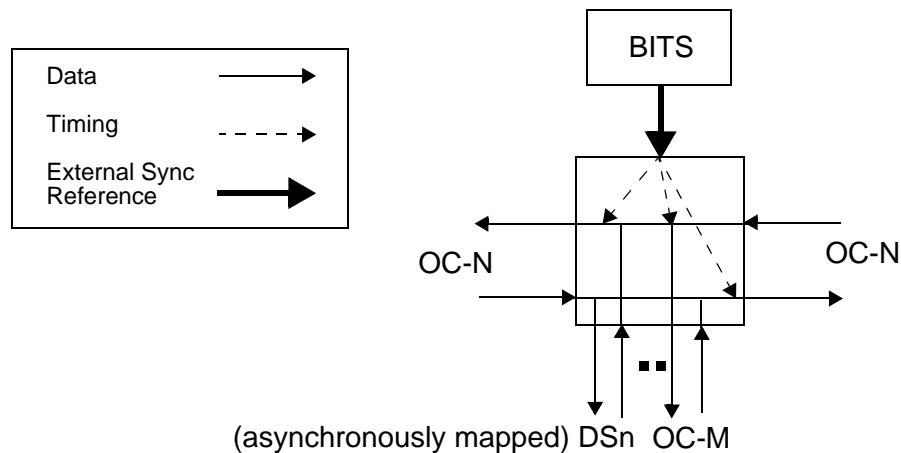 BITS
Data
Timing
External Sync
Reference
OC-N
OC-N
(asynchronously mapped) DSn OC-M